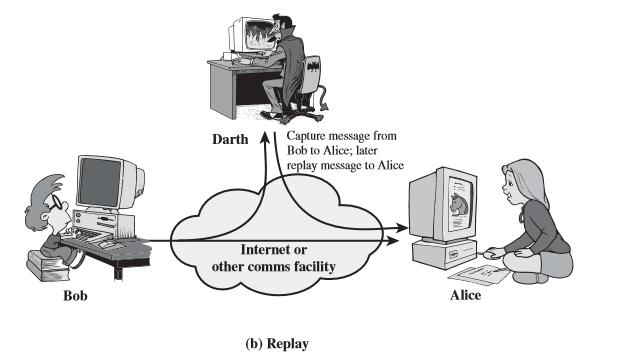 Darth
Capture message from
Bob to Alice; later
replay message to Alice
Internet or
other comms facility
Bob
Alice
(b) Replay